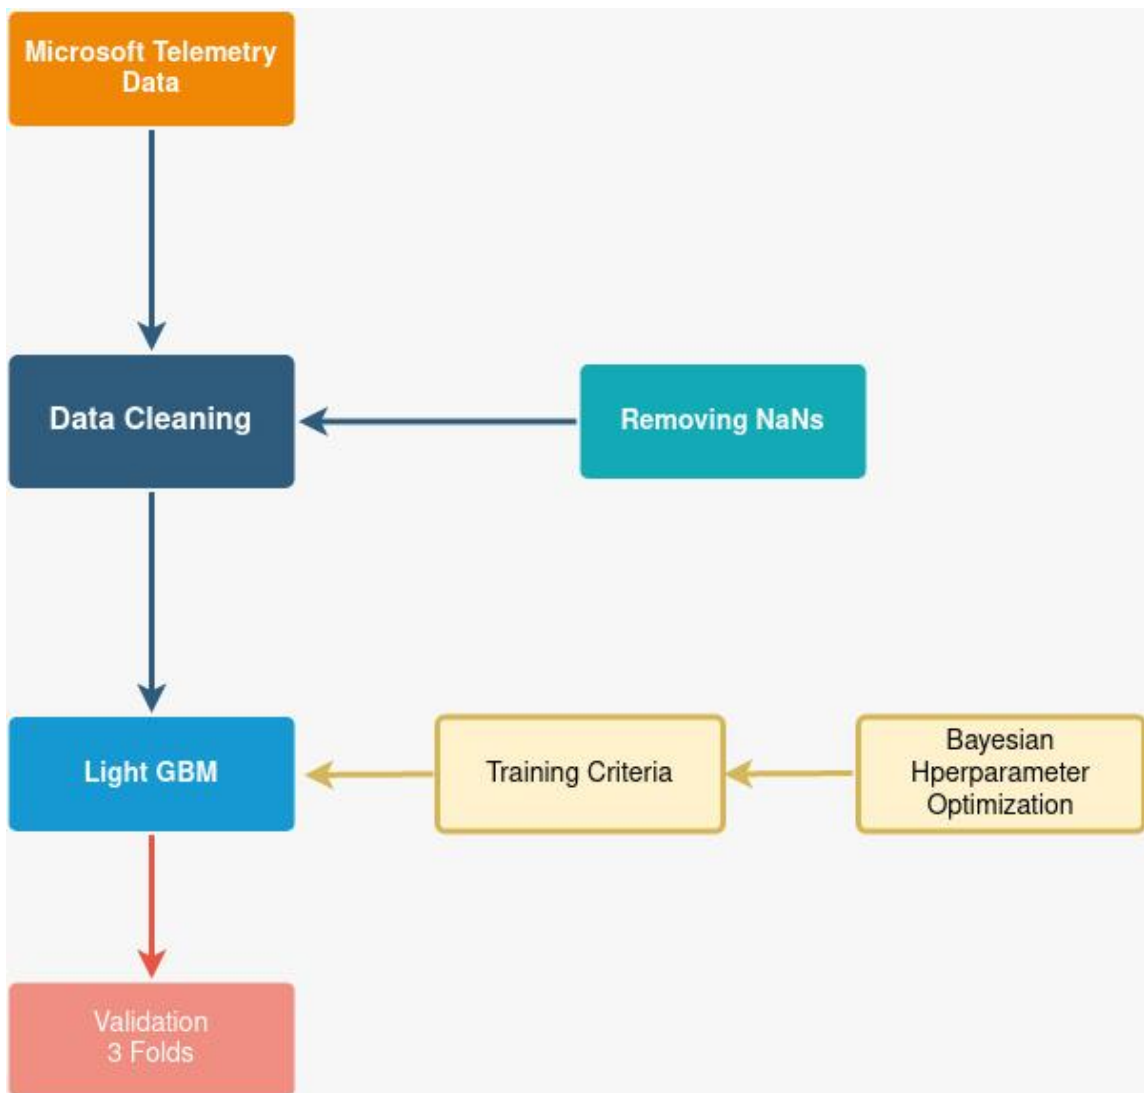 Microsoft Telemetry
Data
Data Cleaning
Removing NaNs
Light GBM
Training Criteria
Bayesian
Hperparameter
Optimization
Validation
3 Folds